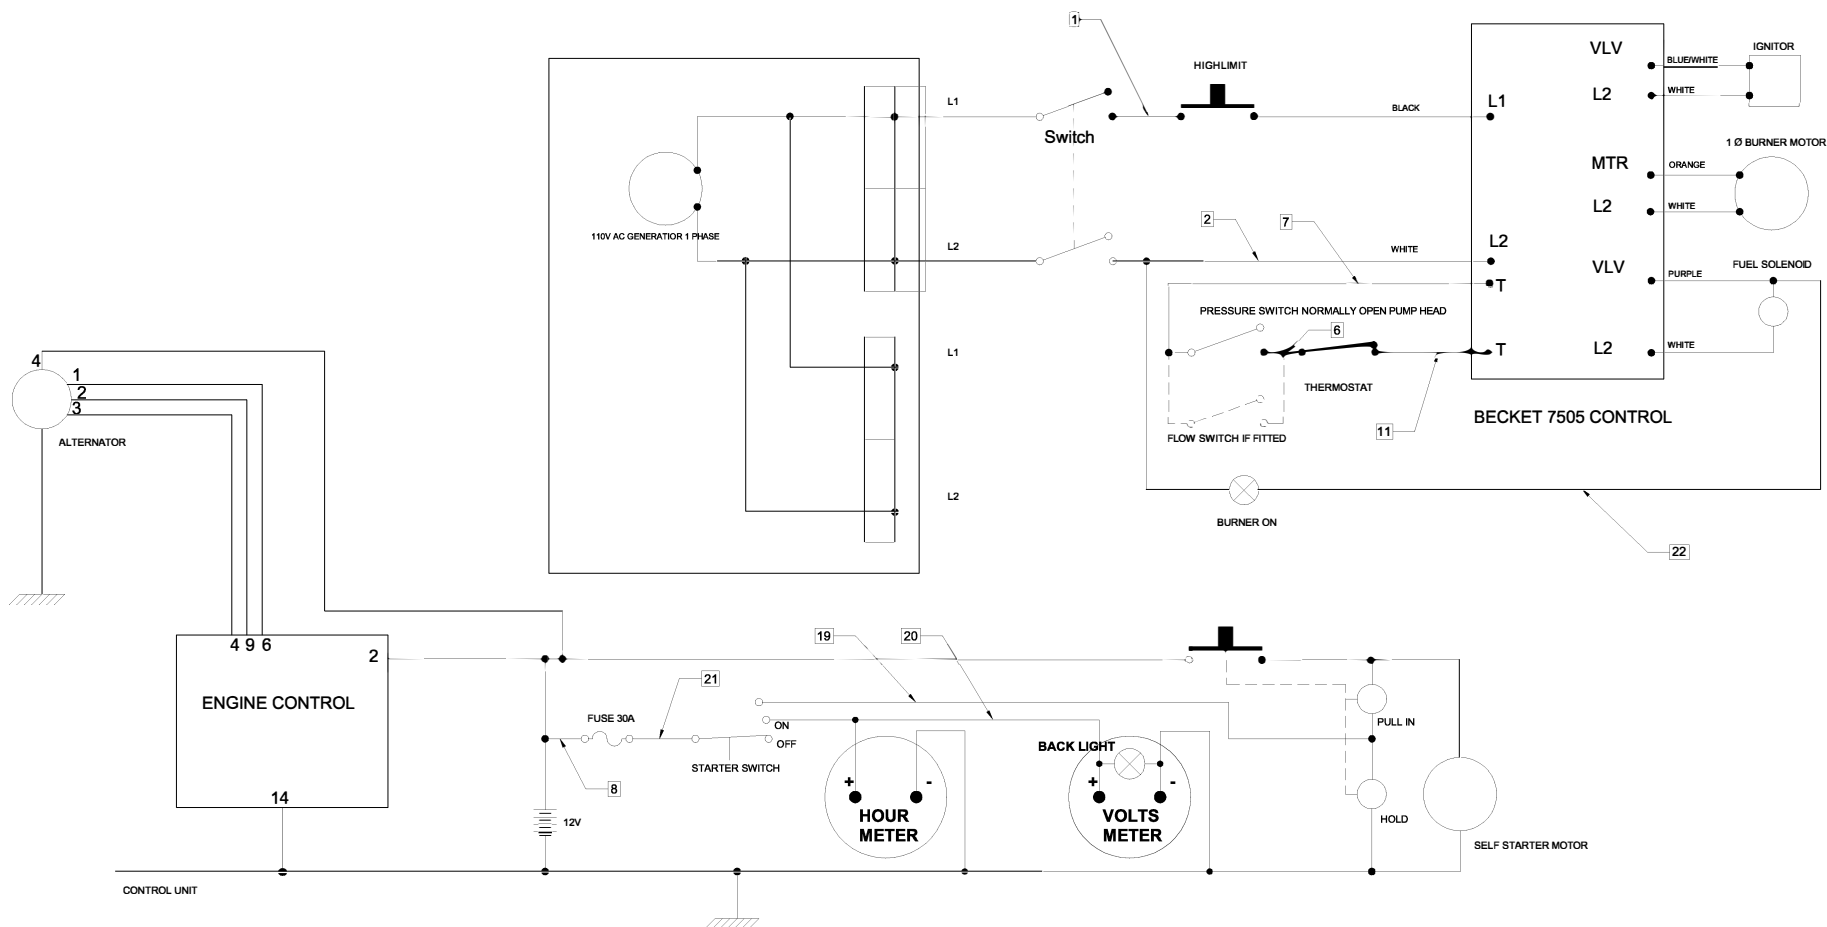 1
HIGHLIMIT
VLV
BLUE/WHITE
IGNITOR
L1
Switch
BLACK
L1
L2
WHITE
1 Ø BURNER MOTOR
MTR
ORANGE
L2
WHITE
110V AC GENERATIOR 1 PHASE
L2
2
7
WHITE
L2
VLV
PURPLE
FUEL SOLENOID
T
PRESSURE SWITCH NORMALLY OPEN PUMP HEAD
6
L1
T
L2
WHITE
THERMOSTAT
BECKET 7505 CONTROL
11
FLOW SWITCH IF FITTED
4
1
2
3
ALTERNATOR
L2
BURNER ON
22
4 9 6
2
ENGINE CONTROL
14
19
20
21
FUSE 30A
ON
OFF
STARTER SWITCH
8
12V
BACK LIGHT
+
-
HOUR
METER
+
-
VOLTS
METER
PULL IN
HOLD
SELF STARTER MOTOR
CONTROL UNIT